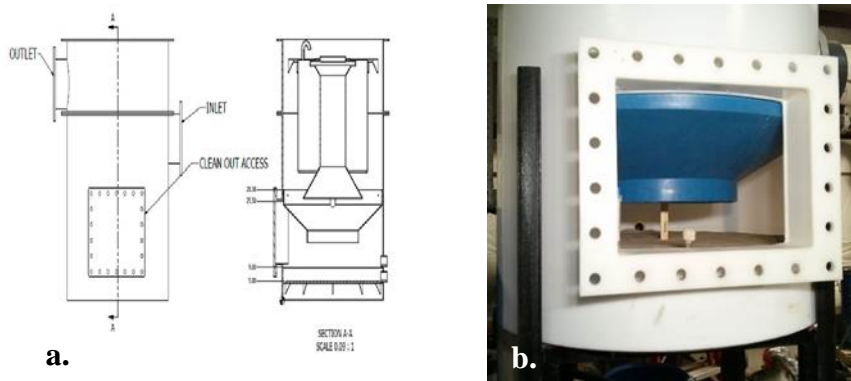 A
OUTLET
INLET
CLEAN OUT ACCESS
A
SECTION A-A
SCALE 0.09 : 1
a.
b.